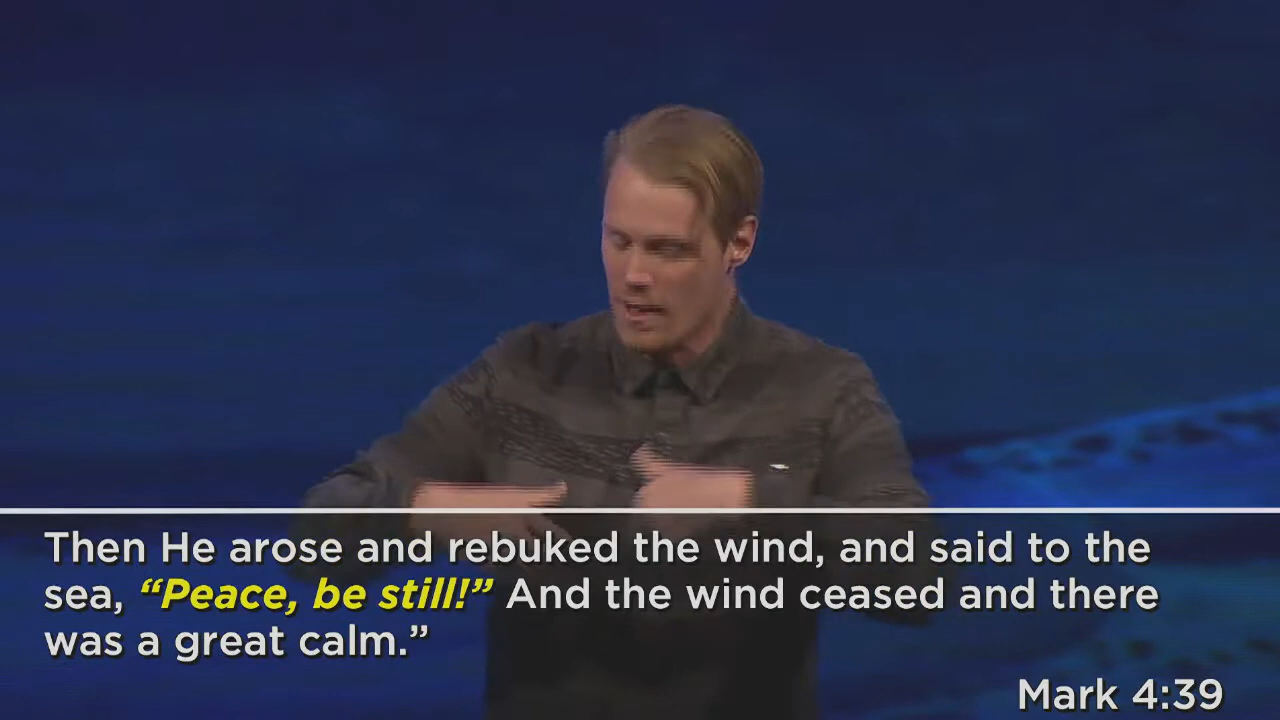 Then He arose and rebuked the wind, and said to the
sea, “Peace, be still!” And the wind ceased and there
was a great calm.”
Mark 4:39